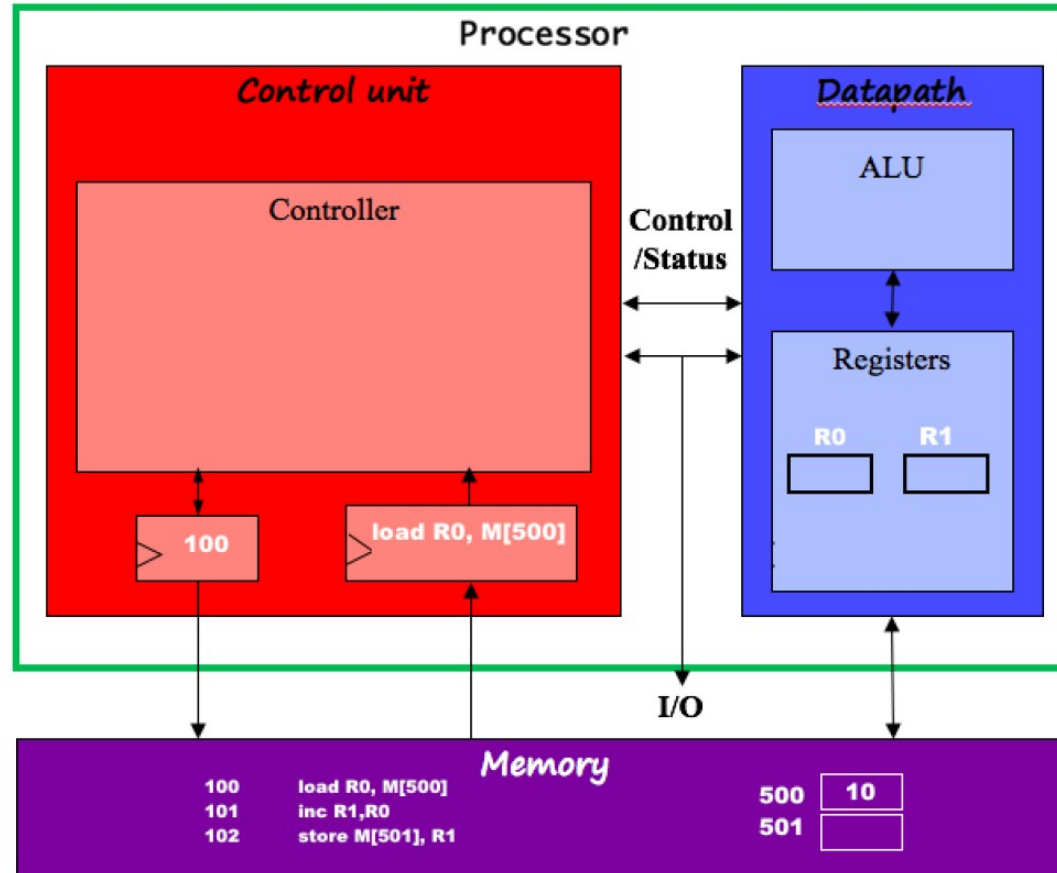 Processor
Control unit
Controller
100
load R0, M[500]
Control
/Status
I/O
Datapath
ALU
Registers
R0 R1
Memory
100 load R0, M[500]
101 inc R1,R0
102 store M[501], R1
500 10
501